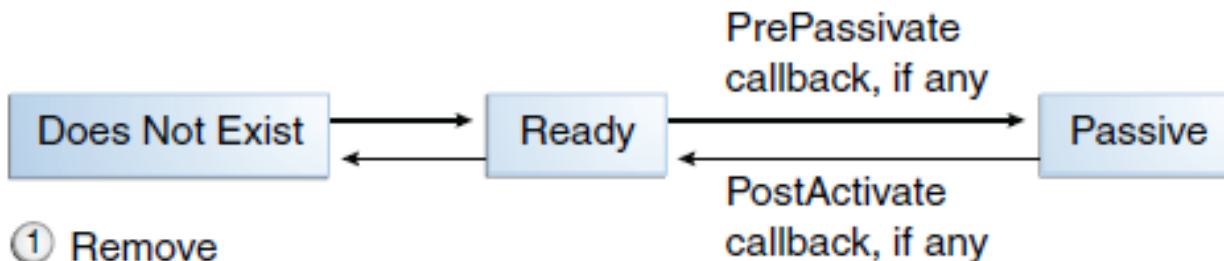 PrePassivate
callback, if any
Does Not Exist
Ready
Passive
PostActivate
callback, if any
1 Remove